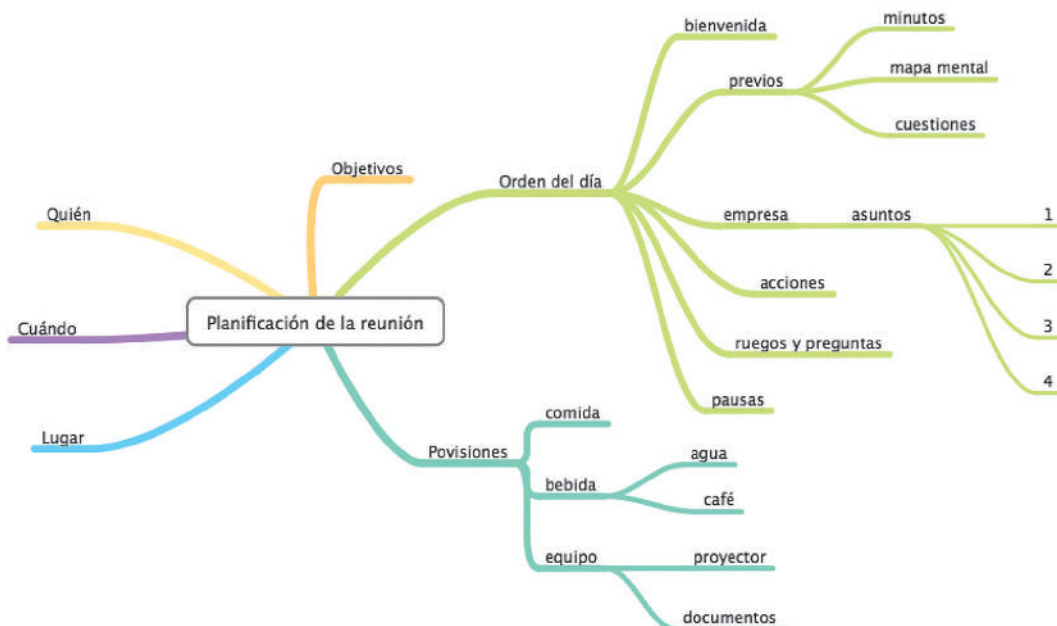 Planificación de la reunión
Quién
Cuándo
Lugar
Objetivos
Orden del día
bienvenida
previos
minutos
mapa mental
cuestiones
empresa
asuntos
1
2
3
4
acciones
ruegos y preguntas
pausas
Povisiones
comida
bebida
agua
café
equipo
proyector
documentos